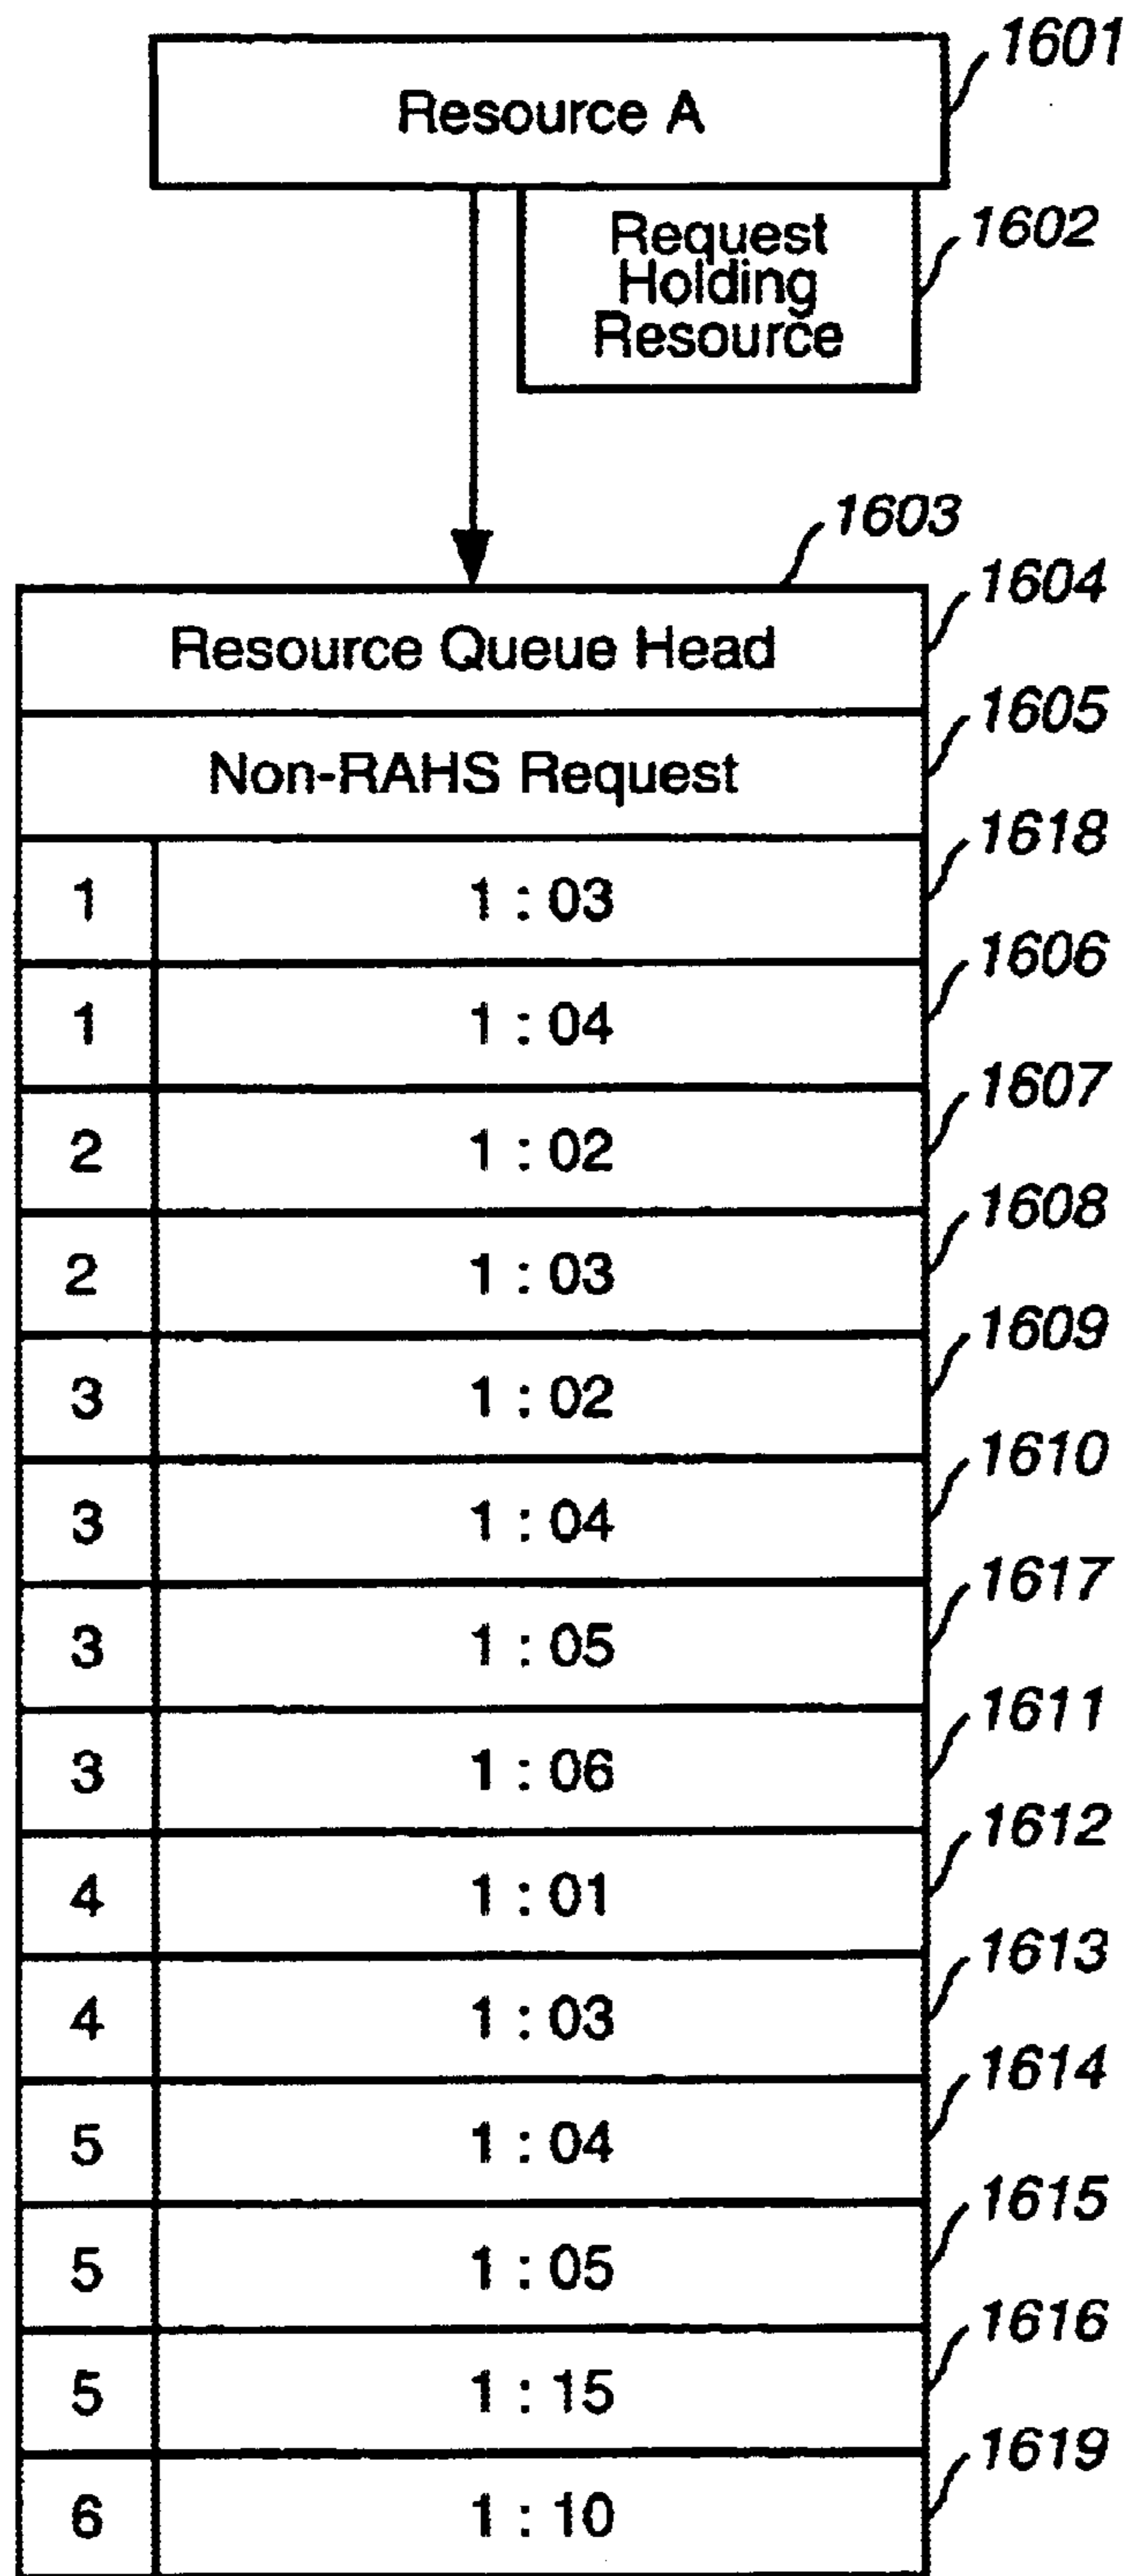 1601
Resource A
Request
Holding
Resource
1602
1603
Resource Queue Head
1604
Non-RAHS Request
1605
1 1 : 03 1618
1 1 : 04 1606
2 1 : 02 1607
2 1 : 03 1608
3 1 : 02 1609
3 1 : 04 1610
3 1 : 05 1617
3 1 : 06 1611
4 1 : 01 1612
4 1 : 03 1613
5 1 : 04 1614
5 1 : 05 1615
5 1 : 15 1616
6 1 : 10 1619